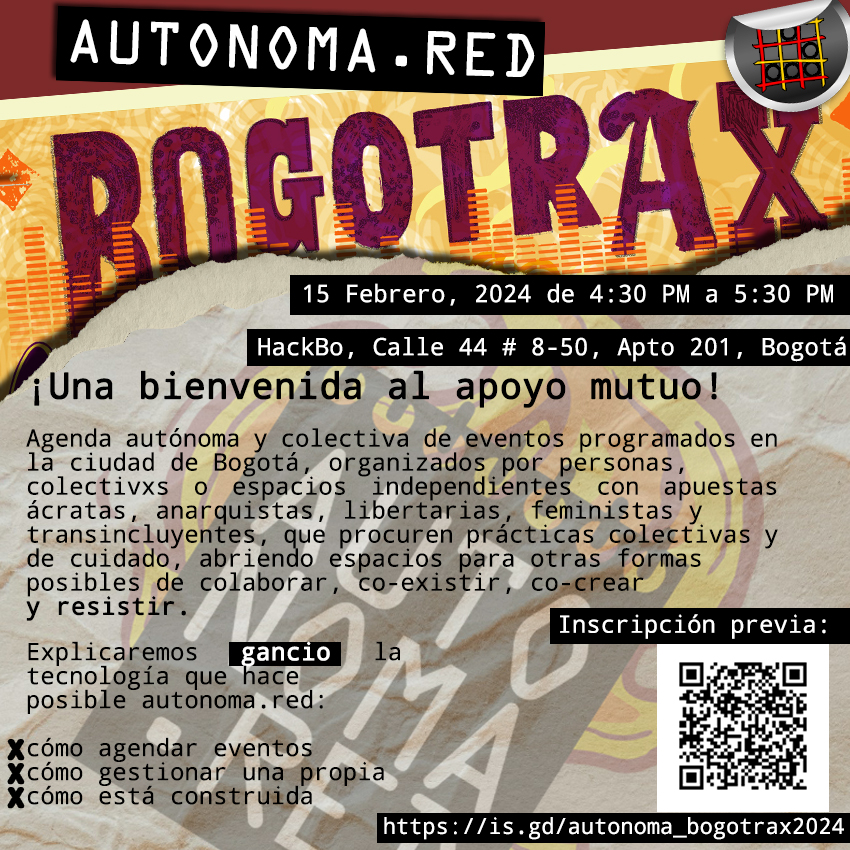 AUTONOMA.RED
BOGOTRAX
15 Febrero, 2024 de 4:30 PM a 5:30 PM
HackBo, Calle 44 # 8-50, Apto 201, Bogotá
¡Una bienvenida al apoyo mutuo!
Agenda autónoma y colectiva de eventos programados en
la ciudad de Bogotá, organizados por personas,
colectivxs o espacios independientes con apuestas
ácratas, anarquistas, libertarias, feministas y
transincluyentes, que procuren prácticas colectivas y
de cuidado, abriendo espacios para otras formas
posibles de colaborar, co-existir, co-crear
y resistir.
Inscripción previa:
Explicaremos gancio la
tecnología que hace
posible autonoma.red:
cómo agendar eventos
cómo gestionar una propia
cómo está construida
https://is.gd/autonoma_bogotrax2024
AUTO
NOMA
.RED